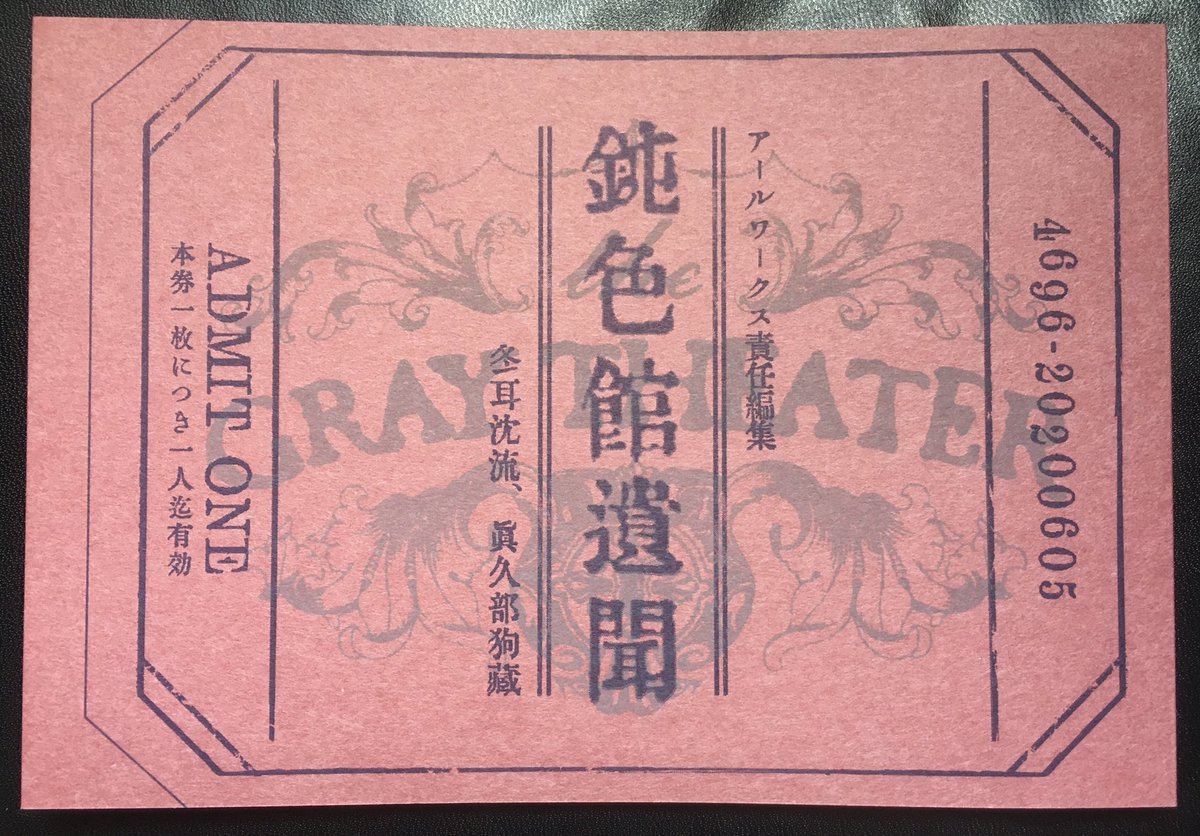 4696-20200605
アールワークス責任編集
鈍色館遺聞
冬耳沈流、眞久部狗藏
ADMIT ONE
本券一枚につき一人迄有効
the
GRAY THEATER